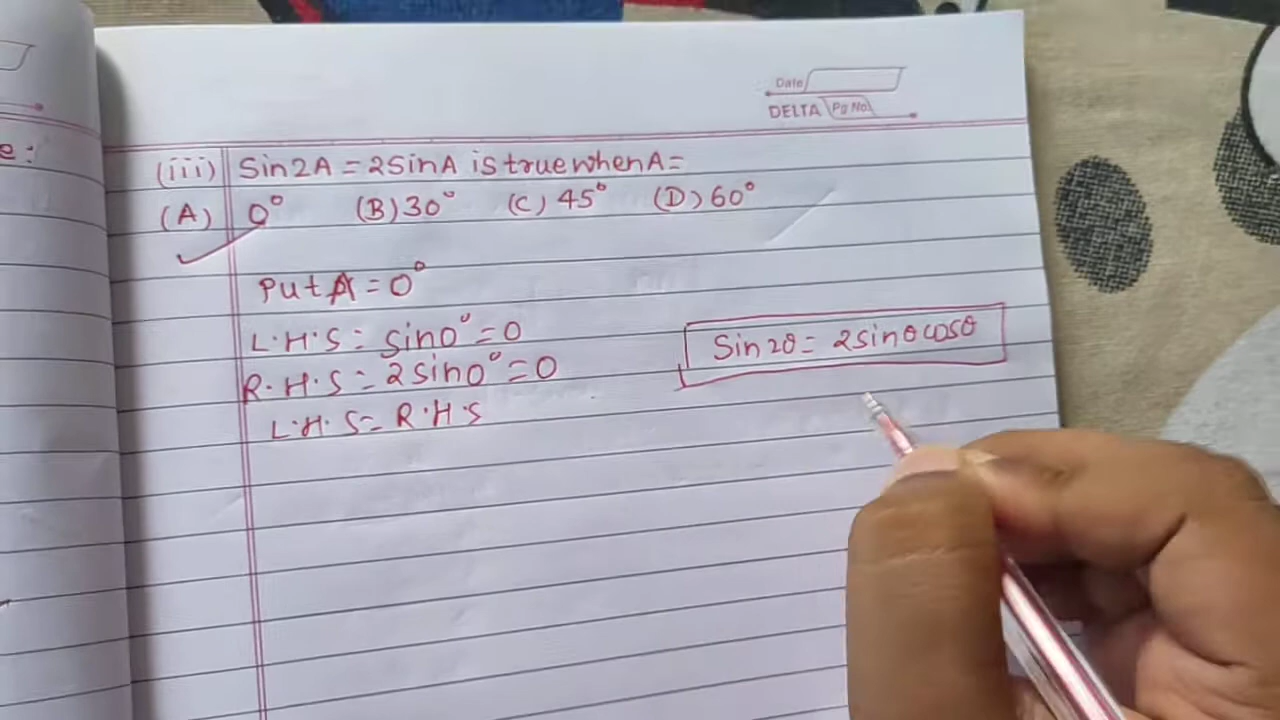 Date
DELTA Pg No.
e:
(iii) Sin2A = 2SinA is true when A =
(A) 0° (B) 30° (C) 45° (D) 60°
Put A = 0°
L.H.S = sin0° = 0
R.H.S = 2sin0° = 0
L.H.S = R.H.S
Sin2θ = 2sinθcosθ